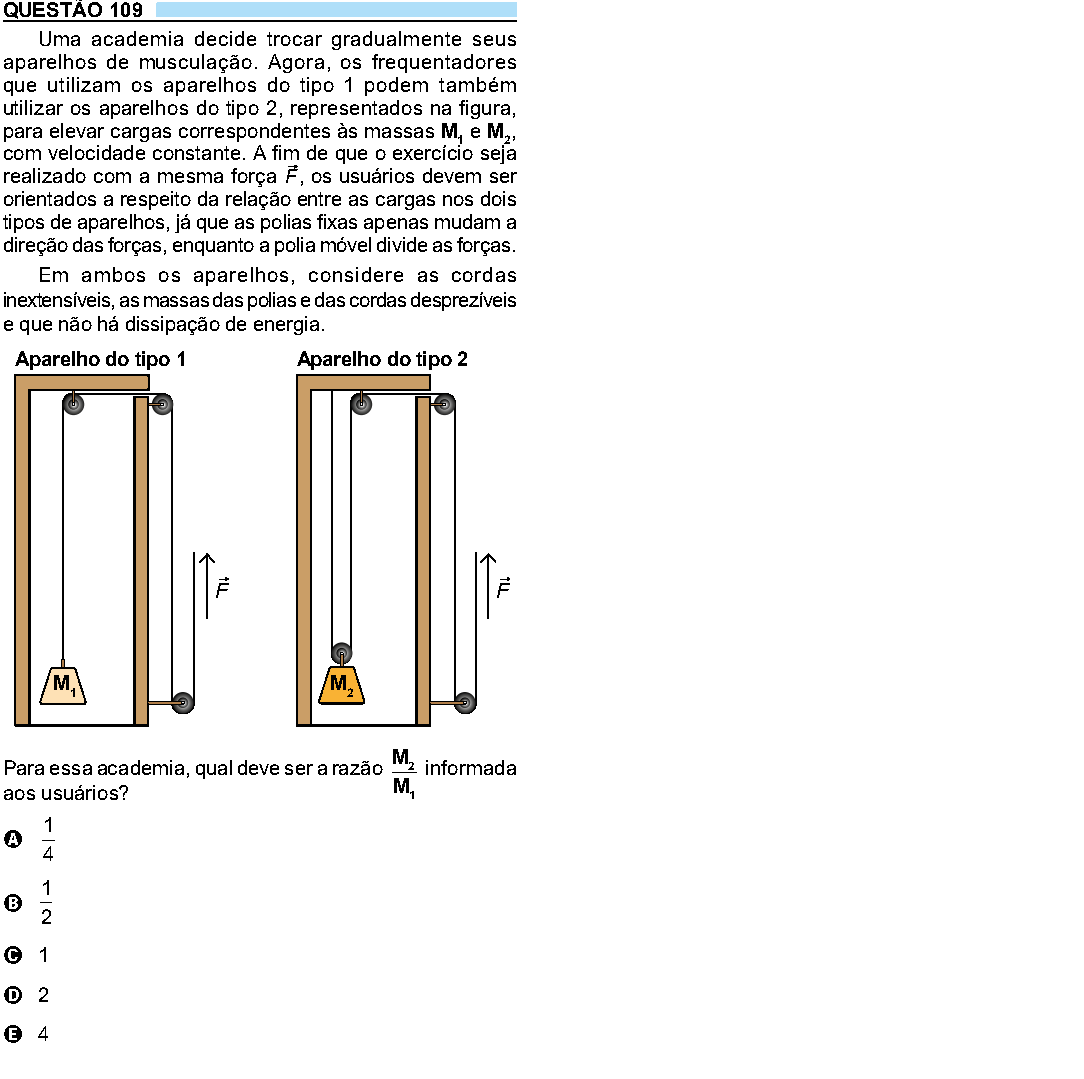 QUESTÃO 109
Uma academia decide trocar gradualmente seus
aparelhos de musculação. Agora, os frequentadores
que utilizam os aparelhos do tipo 1 podem também
utilizar os aparelhos do tipo 2, representados na figura,
para elevar cargas correspondentes às massas M₁ e M₂,
com velocidade constante. A fim de que o exercício seja
realizado com a mesma força F⃗, os usuários devem ser
orientados a respeito da relação entre as cargas nos dois
tipos de aparelhos, já que as polias fixas apenas mudam a
direção das forças, enquanto a polia móvel divide as forças.
Em ambos os aparelhos, considere as cordas
inextensíveis, as massas das polias e das cordas desprezíveis
e que não há dissipação de energia.
Aparelho do tipo 1
F⃗
M₁
Aparelho do tipo 2
F⃗
M₂
Para essa academia, qual deve ser a razão M₂/M₁ informada
aos usuários?
A 1/4
B 1/2
C 1
D 2
E 4